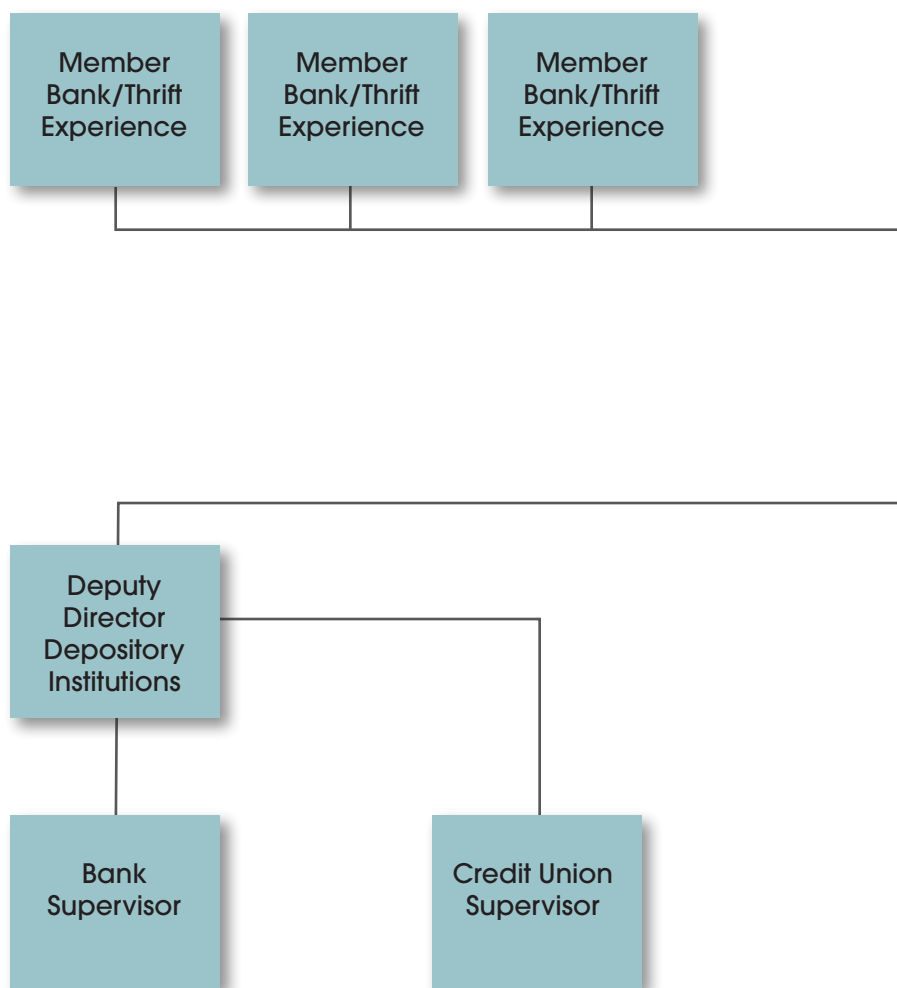 Member
Bank/Thrift
Experience
Member
Bank/Thrift
Experience
Member
Bank/Thrift
Experience
Deputy
Director
Depository
Institutions
Bank
Supervisor
Credit Union
Supervisor